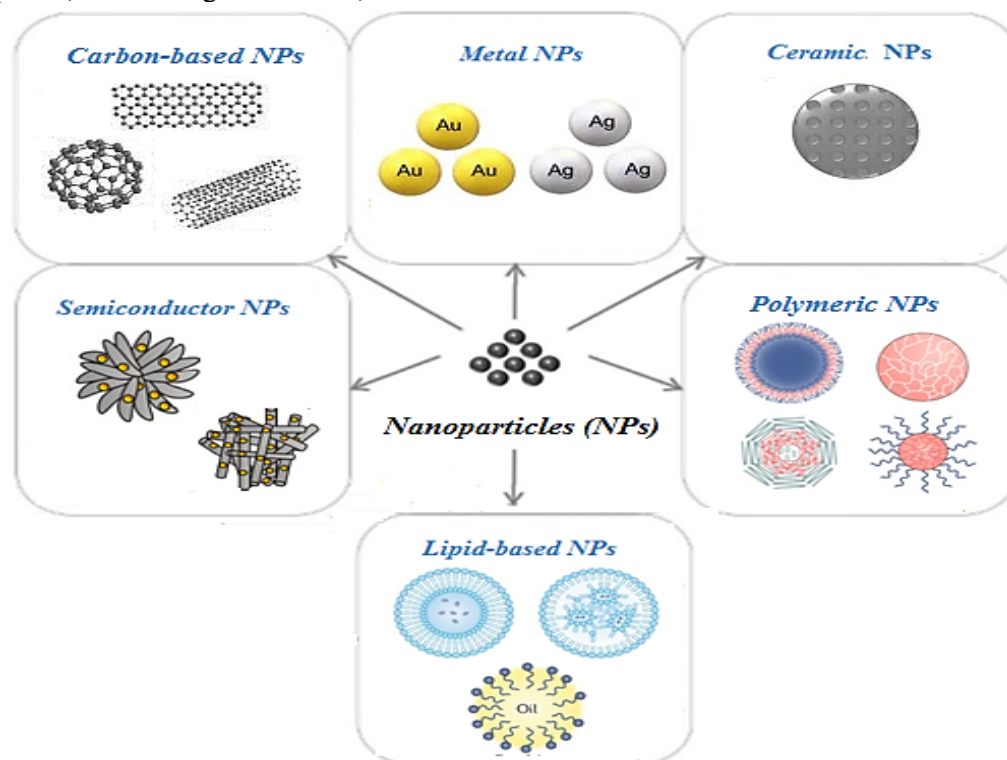 Carbon-based NPs
Metal NPs
Ceramic. NPs
Au
Au
Au
Ag
Ag
Ag
Semiconductor NPs
Polymeric NPs
Nanoparticles (NPs)
Lipid-based NPs
Oil